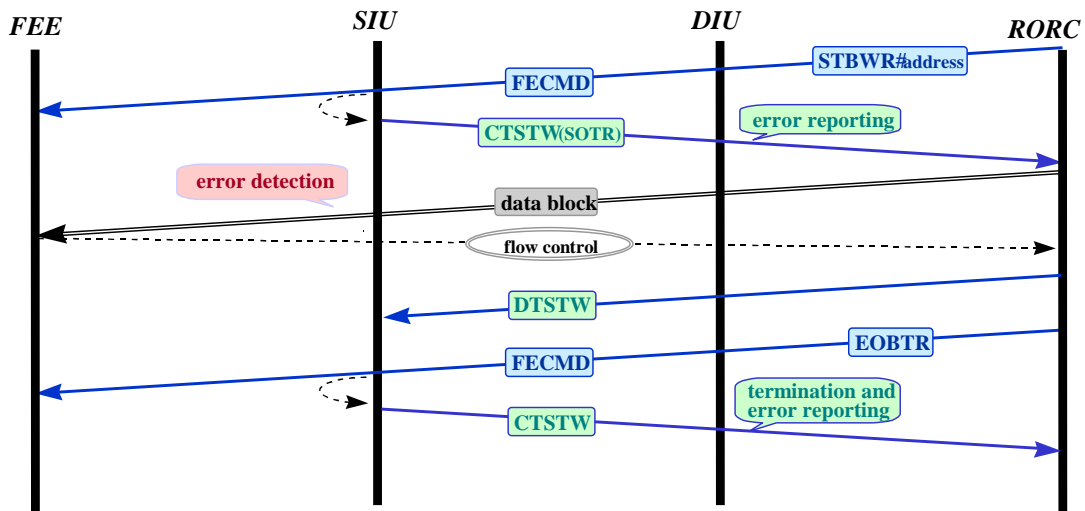 FEE
SIU
DIU
RORC
STBWR#address
FECMD
CTSTW(SOTR)
error reporting
error detection
data block
flow control
DTSTW
EOBTR
FECMD
termination and
error reporting
CTSTW